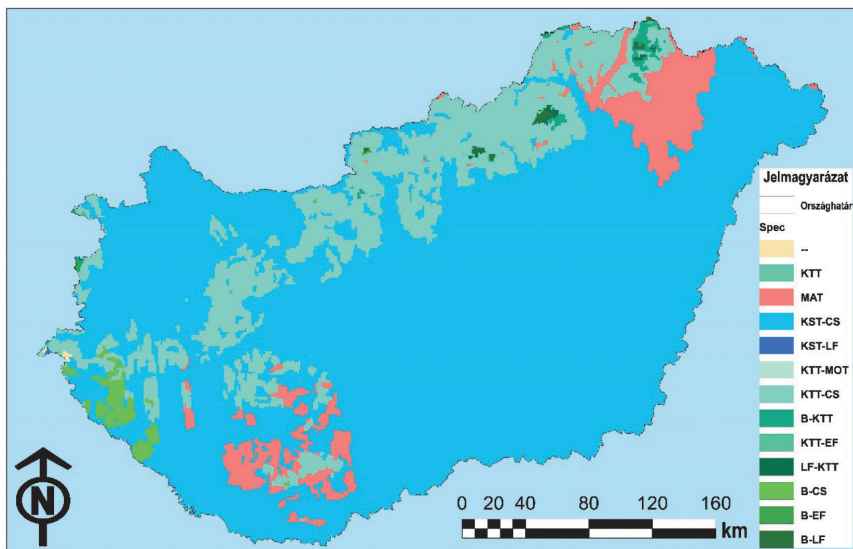 Jelmagyarázat
Országhatár
Spec
--
KTT
MAT
KST-CS
KST-LF
KTT-MOT
KTT-CS
B-KTT
KTT-EF
LF-KTT
B-CS
B-EF
B-LF
N
0 20 40 80 120 160
km